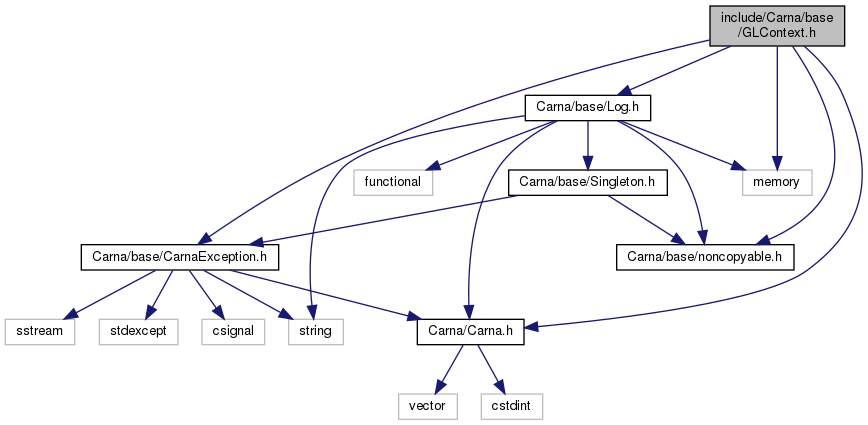 include/Carna/base
/GLContext.h
Carna/base/Log.h
functional
Carna/base/Singleton.h
memory
Carna/base/CarnaException.h
Carna/base/noncopyable.h
sstream
stdexcept
csignal
string
Carna/Carna.h
vector
cstdint